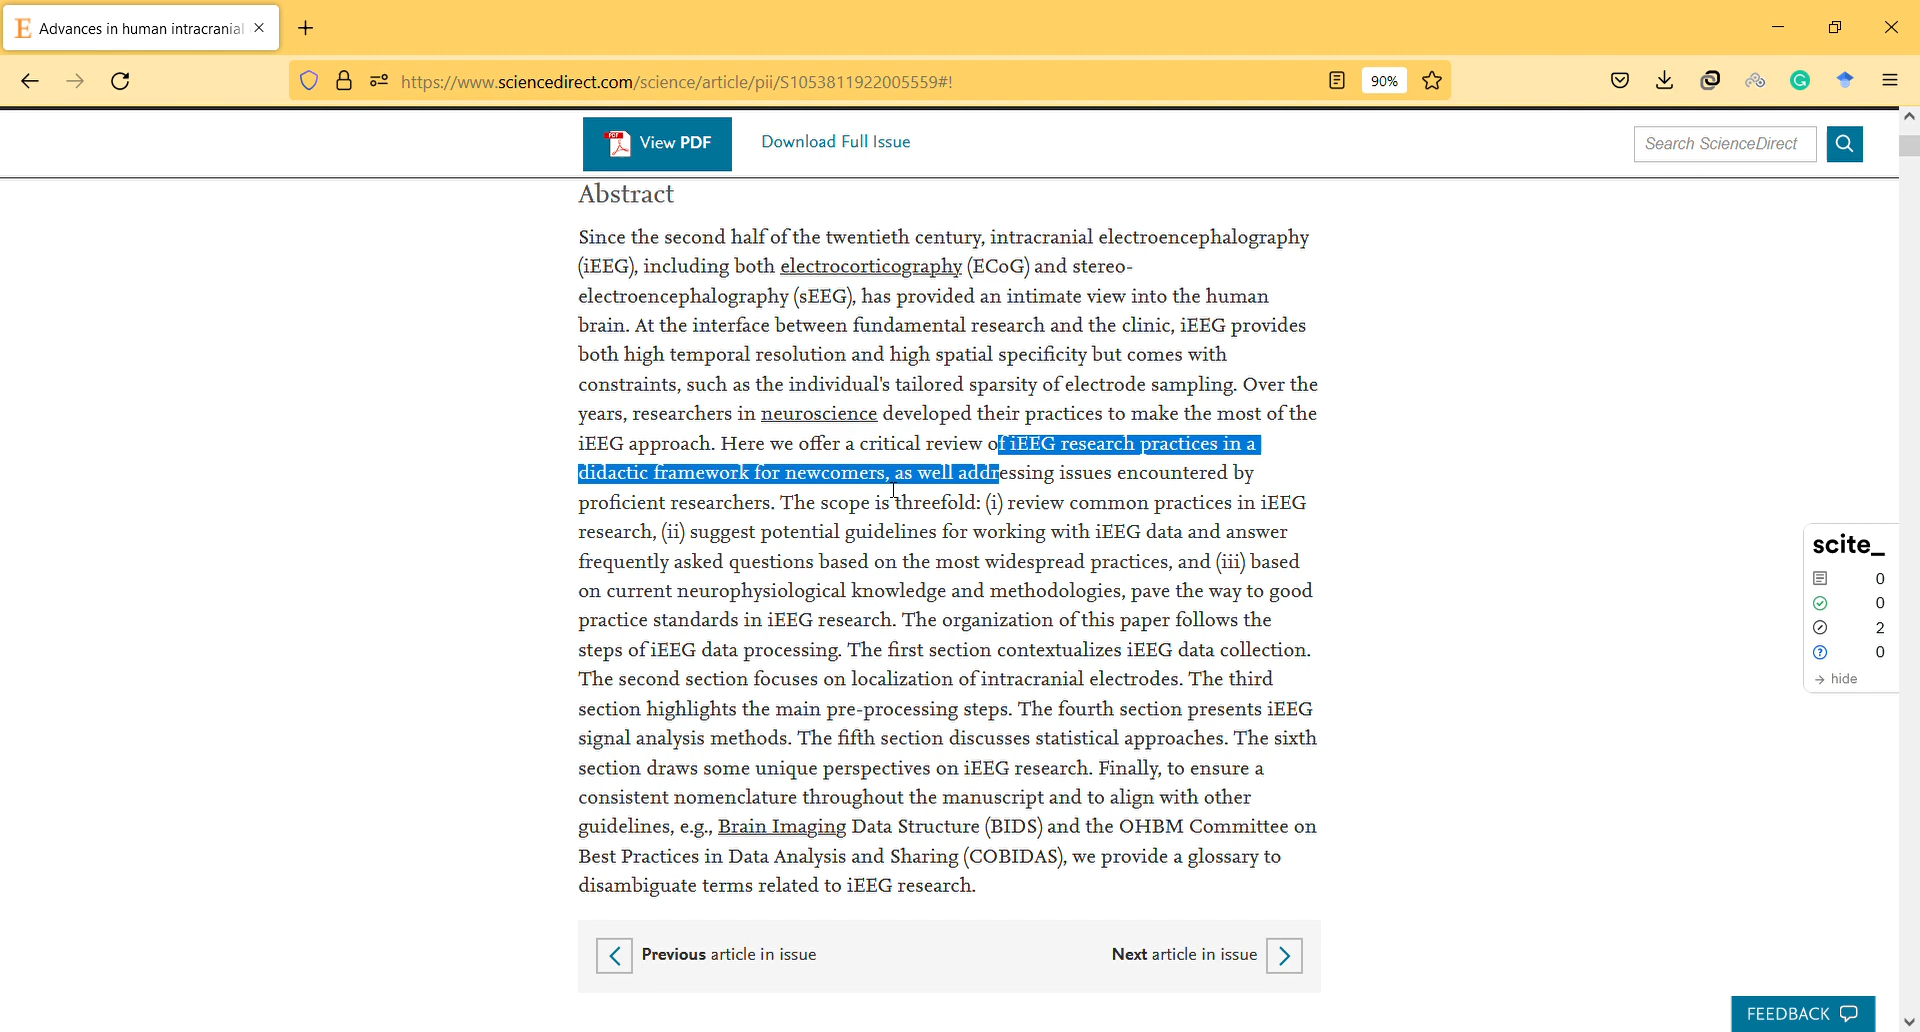 E Advances in human intracranial
https://www.sciencedirect.com/science/article/pii/S1053811922005559#!
90%
View PDF
Download Full Issue
Search ScienceDirect
Abstract
Since the second half of the twentieth century, intracranial electroencephalography
(iEEG), including both electrocorticography (ECoG) and stereo-
electroencephalography (sEEG), has provided an intimate view into the human
brain. At the interface between fundamental research and the clinic, iEEG provides
both high temporal resolution and high spatial specificity but comes with
constraints, such as the individual's tailored sparsity of electrode sampling. Over the
years, researchers in neuroscience developed their practices to make the most of the
iEEG approach. Here we offer a critical review of iEEG research practices in a
didactic framework for newcomers, as well addressing issues encountered by
proficient researchers. The scope is threefold: (i) review common practices in iEEG
research, (ii) suggest potential guidelines for working with iEEG data and answer
frequently asked questions based on the most widespread practices, and (iii) based
on current neurophysiological knowledge and methodologies, pave the way to good
practice standards in iEEG research. The organization of this paper follows the
steps of iEEG data processing. The first section contextualizes iEEG data collection.
The second section focuses on localization of intracranial electrodes. The third
section highlights the main pre-processing steps. The fourth section presents iEEG
signal analysis methods. The fifth section discusses statistical approaches. The sixth
section draws some unique perspectives on iEEG research. Finally, to ensure a
consistent nomenclature throughout the manuscript and to align with other
guidelines, e.g., Brain Imaging Data Structure (BIDS) and the OHBM Committee on
Best Practices in Data Analysis and Sharing (COBIDAS), we provide a glossary to
disambiguate terms related to iEEG research.
scite_
0
0
2
0
hide
Previous article in issue
Next article in issue
FEEDBACK